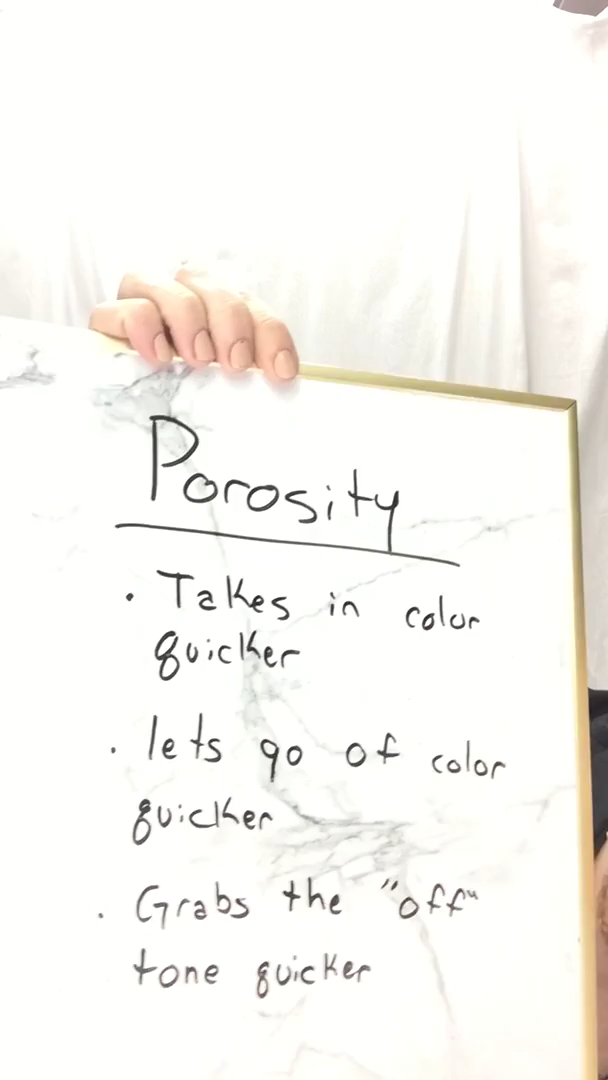 Porosity
· Takes in color
quicker
· lets go of color
quicker
· Grabs the "off"
tone quicker